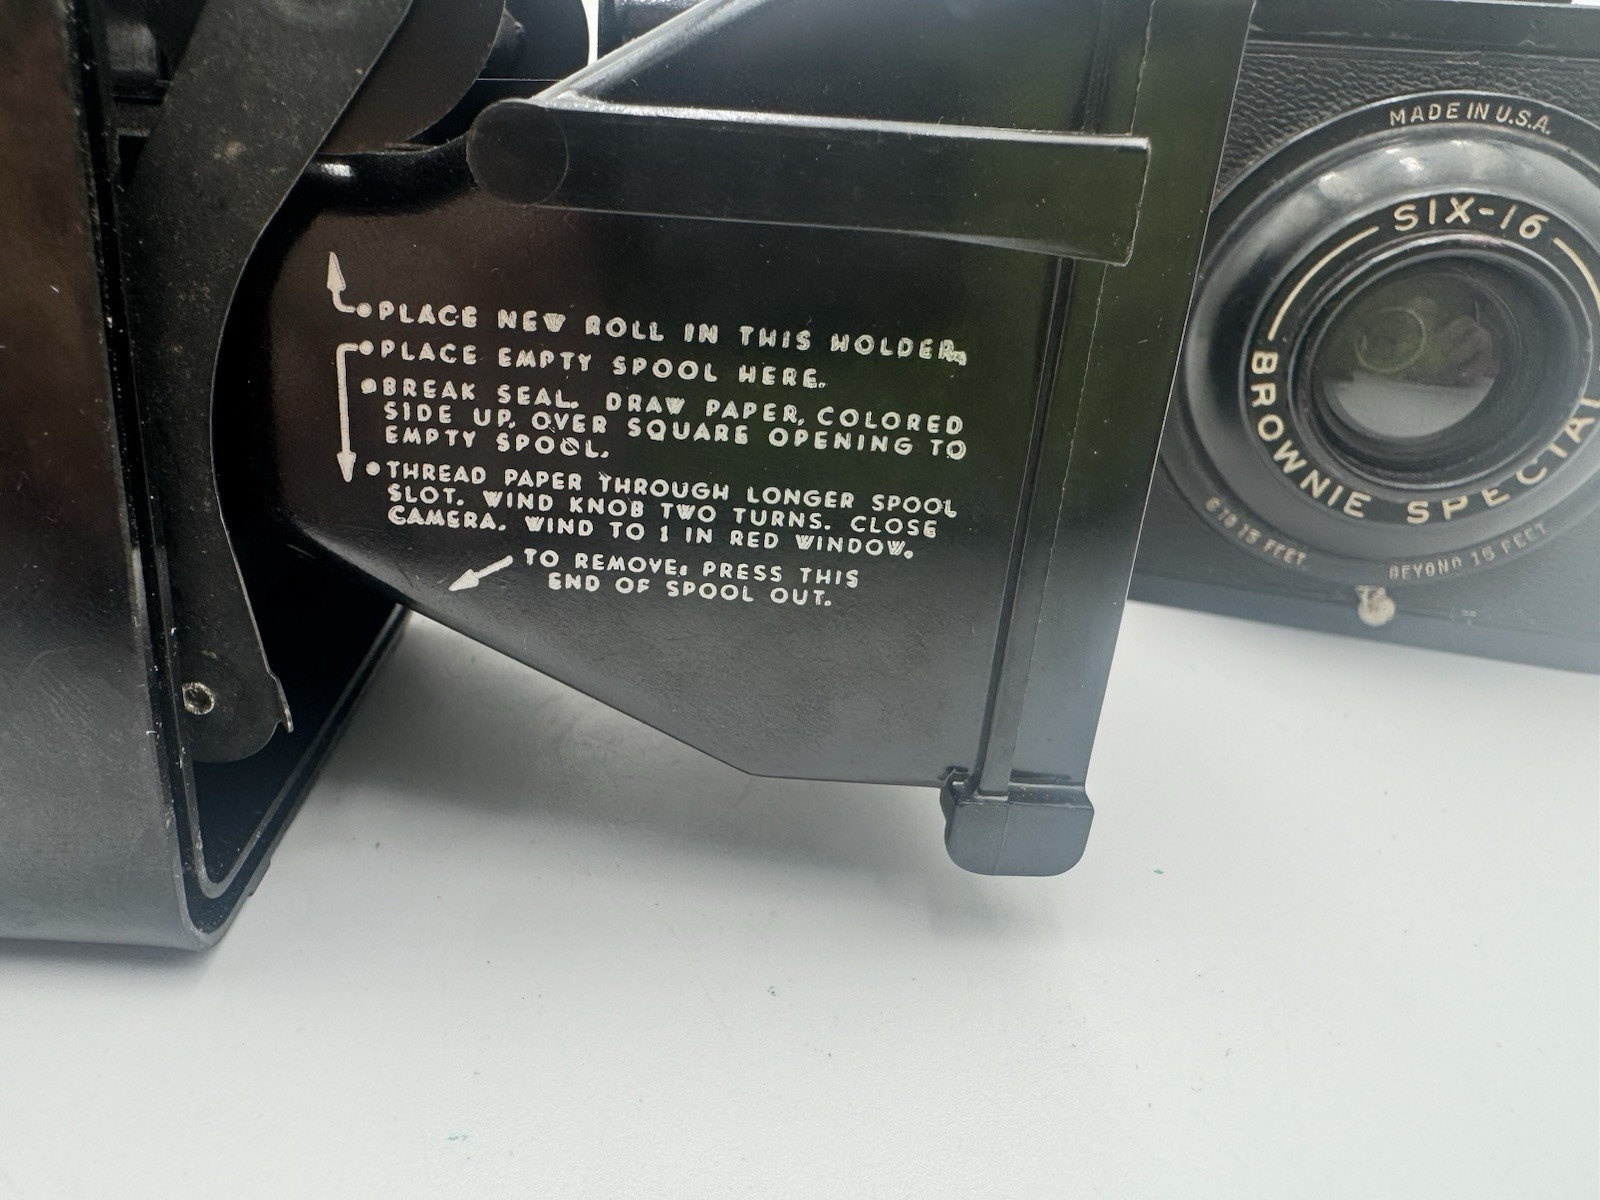 PLACE NEW ROLL IN THIS HOLDER.
PLACE EMPTY SPOOL HERE.
BREAK SEAL. DRAW PAPER, COLORED
SIDE UP, OVER SQUARE OPENING TO
EMPTY SPOOL.
THREAD PAPER THROUGH LONGER SPOOL
SLOT. WIND KNOB TWO TURNS. CLOSE
CAMERA. WIND TO 1 IN RED WINDOW.
TO REMOVE: PRESS THIS
END OF SPOOL OUT.
MADE IN U.S.A.
SIX-16
BROWNIE SPECIAL
6 TO 15 FEET.
BEYOND 15 FEET